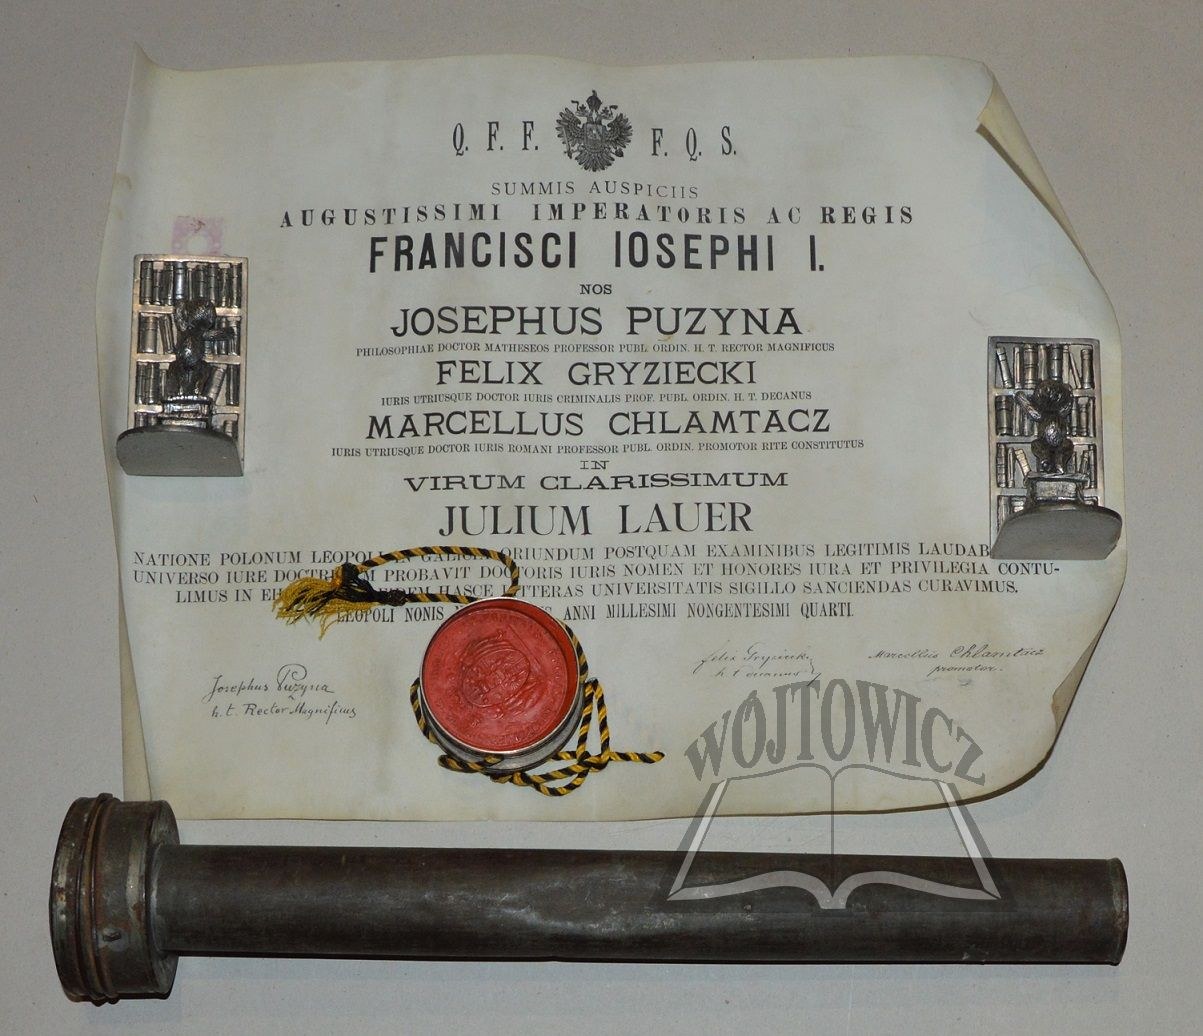 Q. F. F. F. Q. S.
SUMMIS AUSPICIIS
AUGUSTISSIMI IMPERATORIS AC REGIS
FRANCISCI IOSEPHI I.
NOS
JOSEPHUS PUZYNA
PHILOSOPHIAE DOCTOR MATHESEOS PROFESSOR PUBL. ORDIN. H. T. RECTOR MAGNIFICUS
FELIX GRYZIECKI
IURIS UTRIUSQUE DOCTOR IURIS CRIMINALIS PROF. PUBL. ORDIN. H. T. DECANUS
MARCELLUS CHLAMTACZ
IURIS UTRIUSQUE DOCTOR IURIS ROMANI PROFESSOR PUBL. ORDIN. PROMOTOR RITE CONSTITUTUS
IN
VIRUM CLARISSIMUM
JULIUM LAUER
NATIONE POLONUM LEOPOLI IN ORIUNDUM POSTQUAM EXAMINIBUS LEGITIMIS
UNIVERSO IURE PROBAVIT DOCTORIS IURIS NOMEN ET HONORES IURA ET PRIVILEGIA CONTU-
LIMUS IN HASCE LITTERAS UNIVERSITATIS SIGILLO SANCIENDAS CURAVIMUS.
LEOPOLI NONIS ANNI MILLESIMI NONGENTESIMI QUARTI.
Felix Gryziecki
Marcellus Chlamtacz
promotor.
Josephus Puzyna
h. t. Rector Magnificus
WÓJTOWICZ